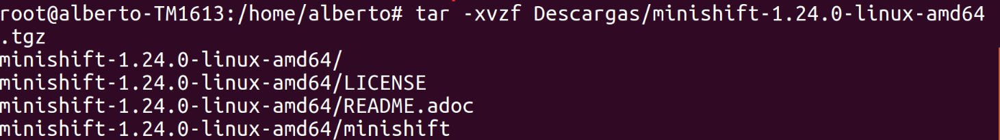 root@alberto-TM1613:/home/alberto# tar -xvzf Descargas/minishift-1.24.0-linux-amd64
.tgz
minishift-1.24.0-linux-amd64/
minishift-1.24.0-linux-amd64/LICENSE
minishift-1.24.0-linux-amd64/README.adoc
minishift-1.24.0-linux-amd64/minishift